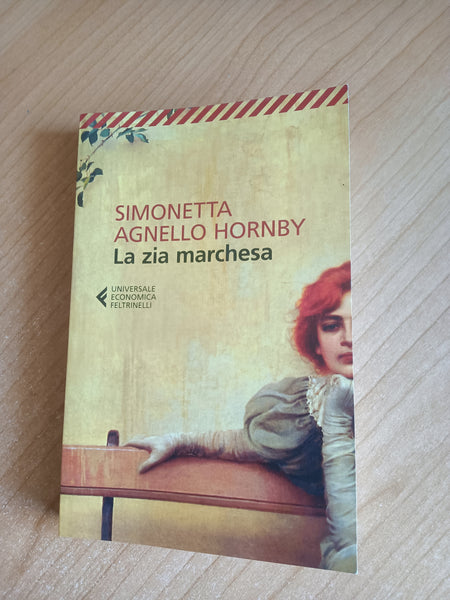 SIMONETTA
AGNELLO HORNBY
La zia marchesa
UNIVERSALE
ECONOMICA
FELTRINELLI